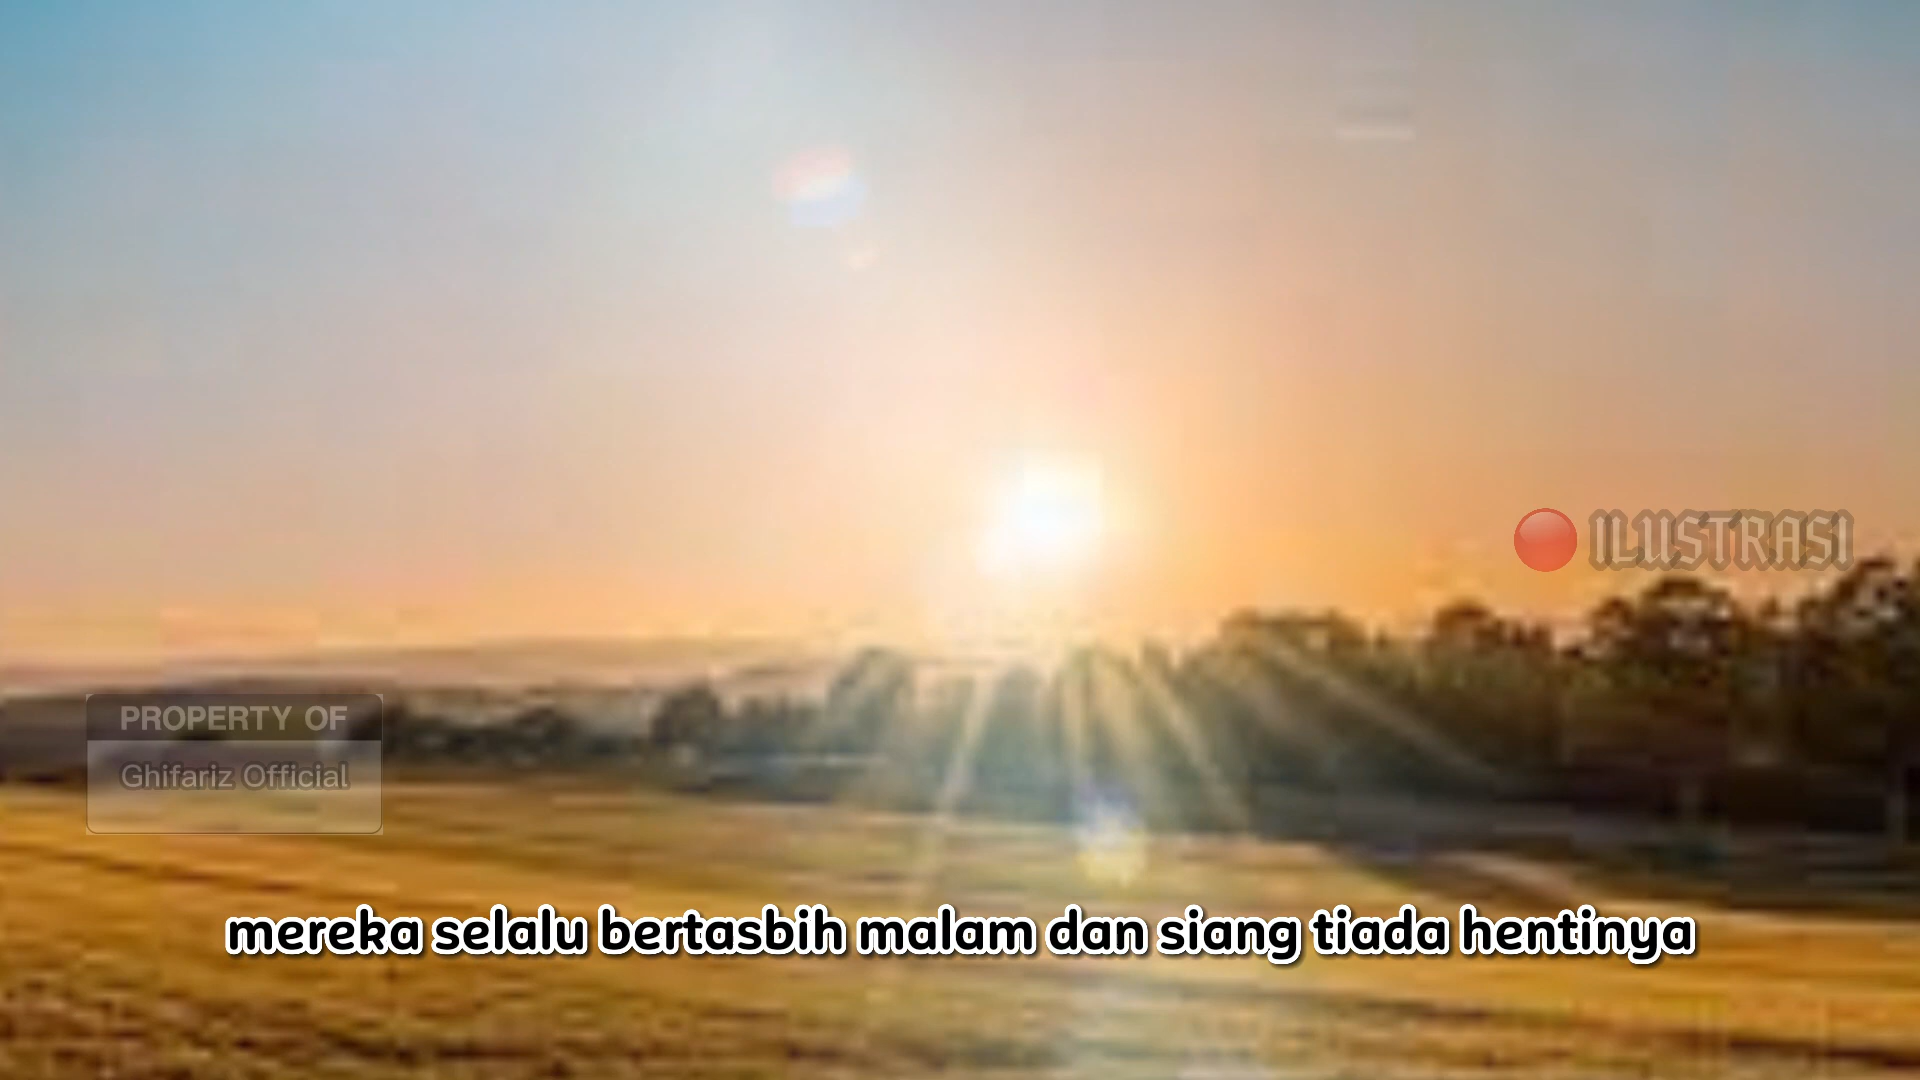 ILUSTRASI
PROPERTY OF
Ghifariz Official
mereka selalu bertasbih malam dan siang tiada hentinya